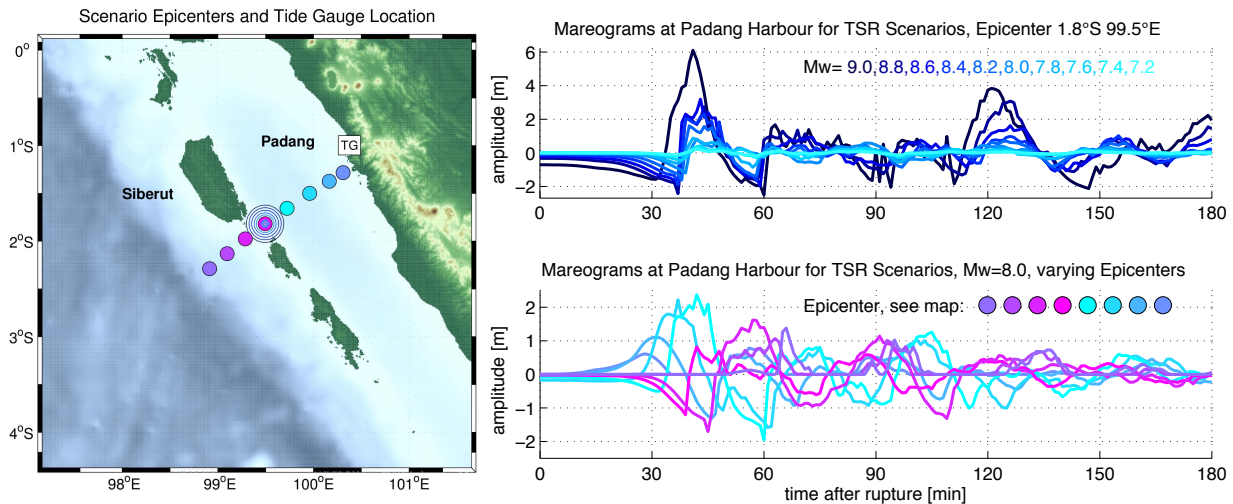 Scenario Epicenters and Tide Gauge Location
0°
1°S
2°S
3°S
4°S
98°E
99°E
100°E
101°E
Padang
TG
Siberut
Mareograms at Padang Harbour for TSR Scenarios, Epicenter 1.8°S 99.5°E
Mw= 9.0,8.8,8.6,8.4,8.2,8.0,7.8,7.6,7.4,7.2
amplitude [m]
6
4
2
0
−2
0
30
60
90
120
150
180
Mareograms at Padang Harbour for TSR Scenarios, Mw=8.0, varying Epicenters
Epicenter, see map:
amplitude [m]
2
1
0
−1
−2
0
30
60
90
120
150
180
time after rupture [min]